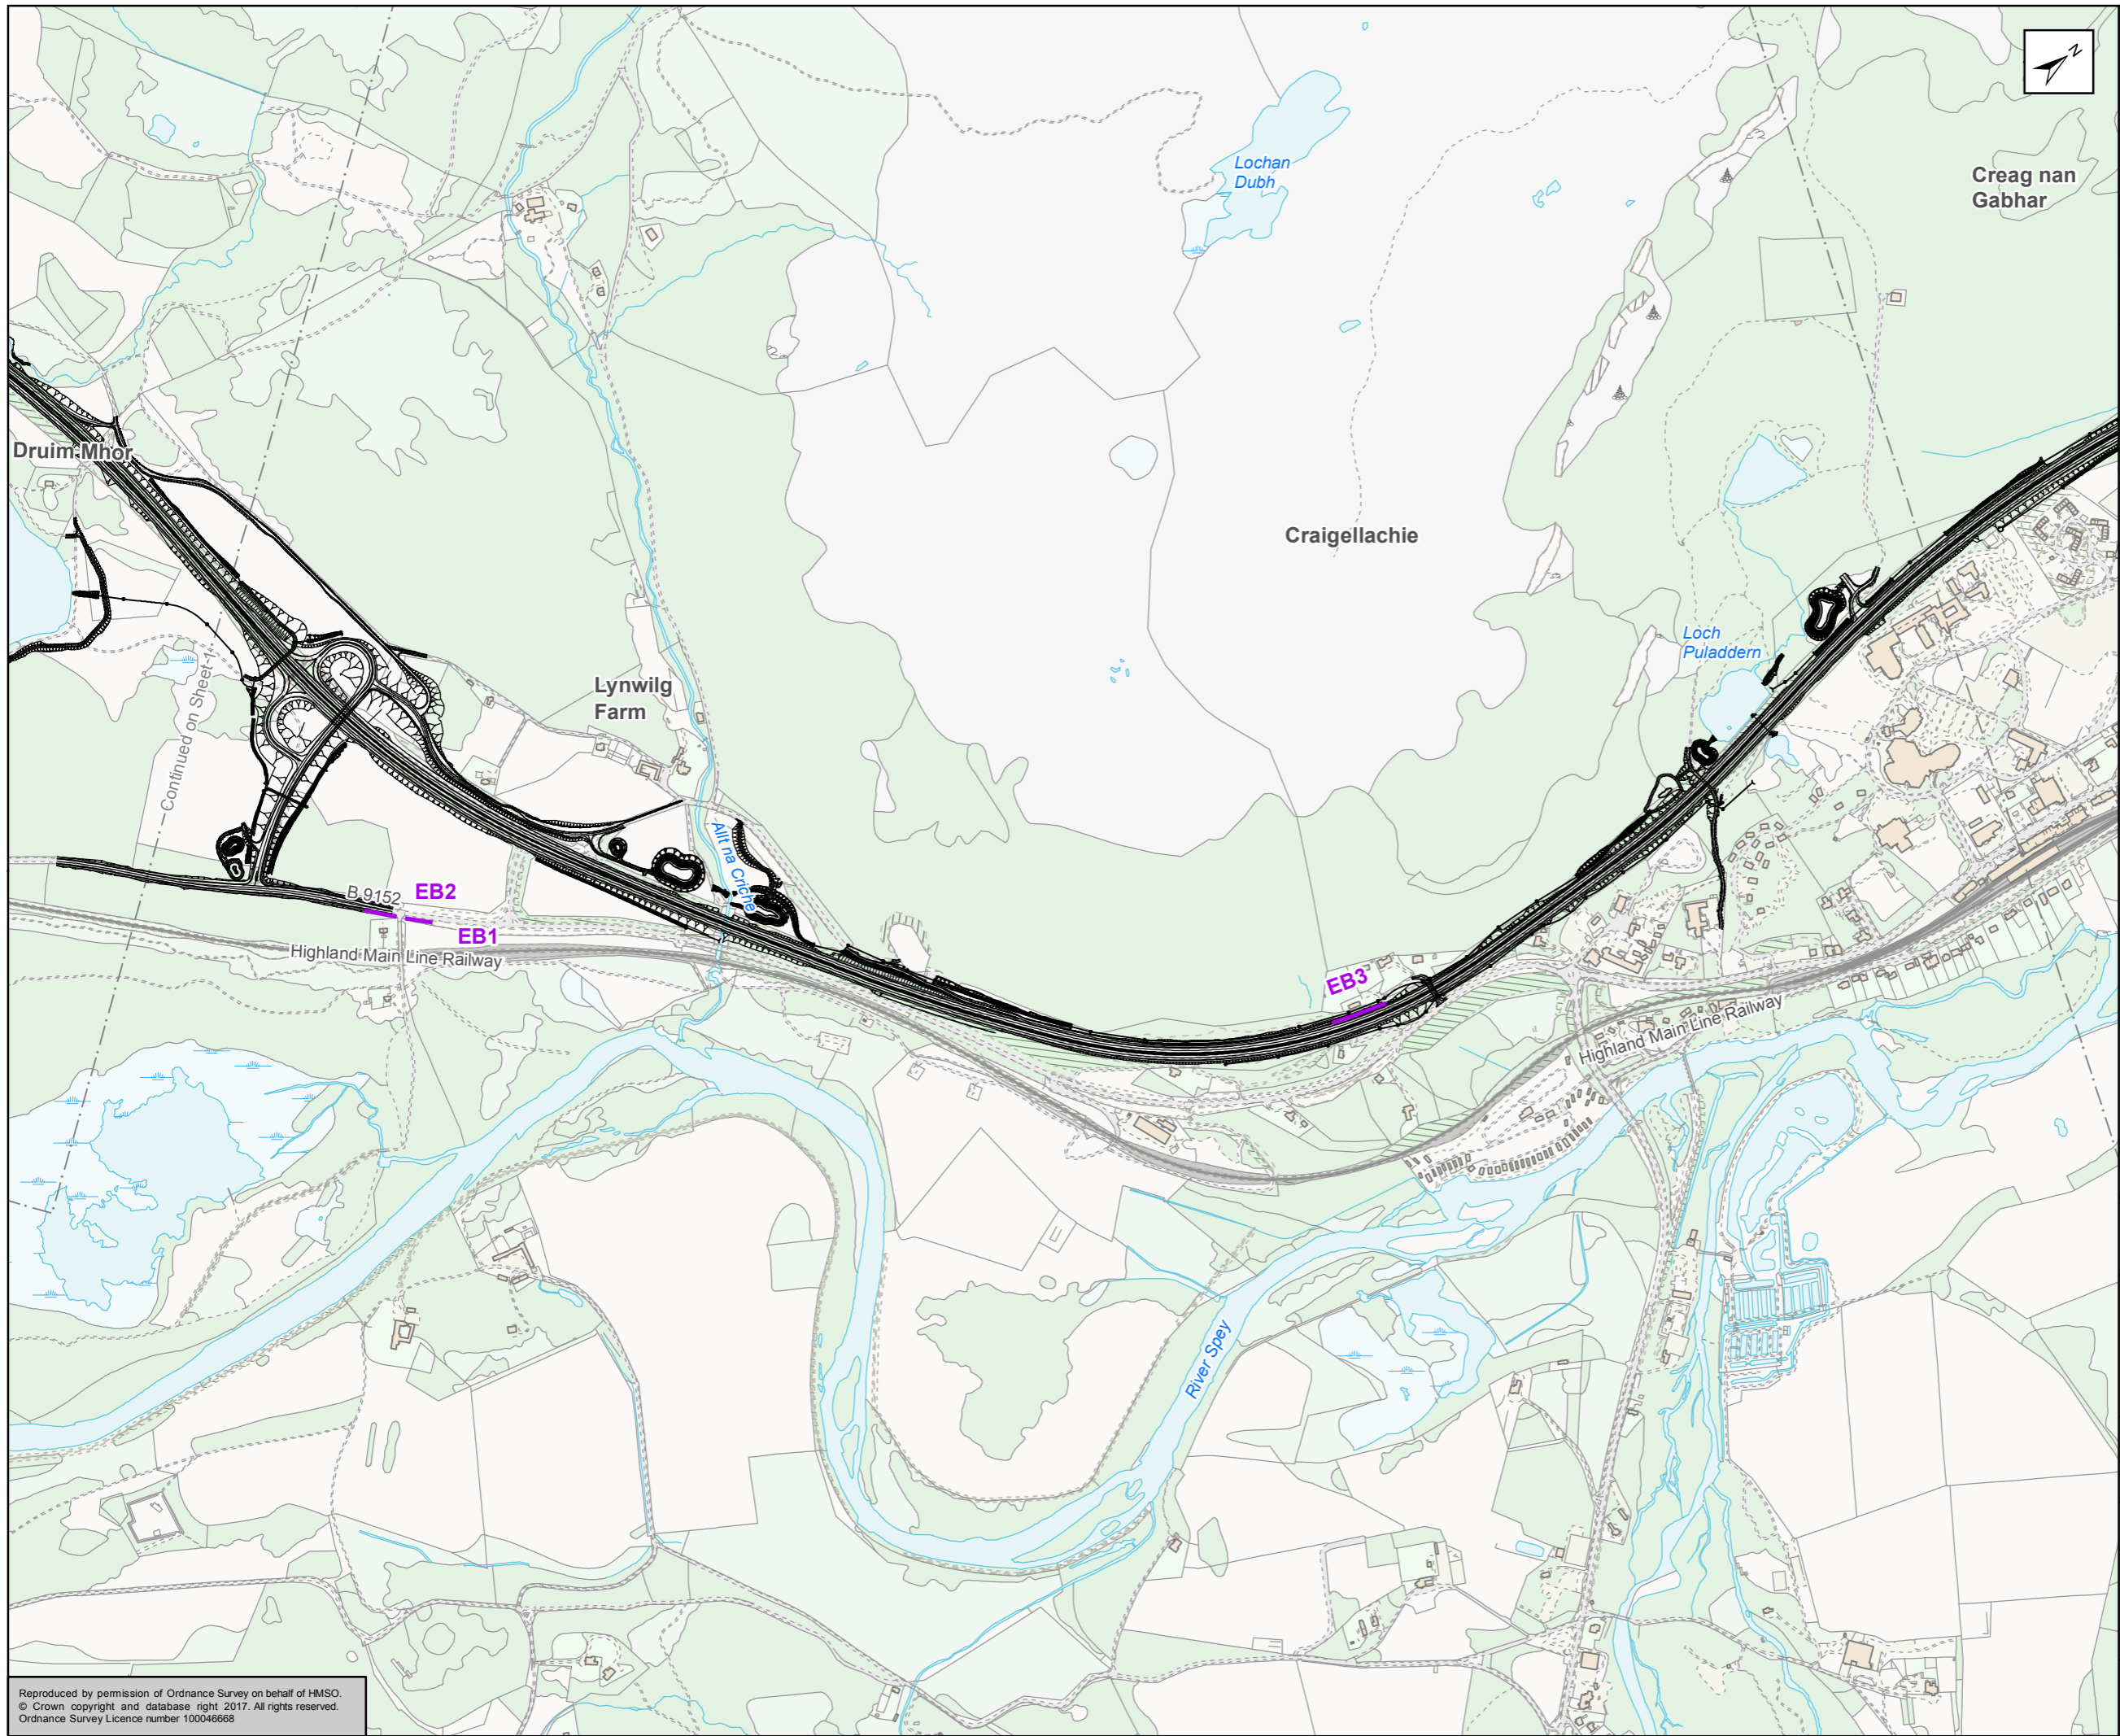 N
Lochan
Dubh
Creag nan
Gabhar
Druim Mhor
Craigellachie
Loch
Puladdern
Lynwilg
Farm
Continued on Sheet 1
Allt na Criche
B 9152
EB2
EB1
Highland Main Line Railway
EB3
Highland Main Line Railway
River Spey
Reproduced by permission of Ordnance Survey on behalf of HMSO.
© Crown copyright and database right 2017. All rights reserved.
Ordnance Survey Licence number 100046668